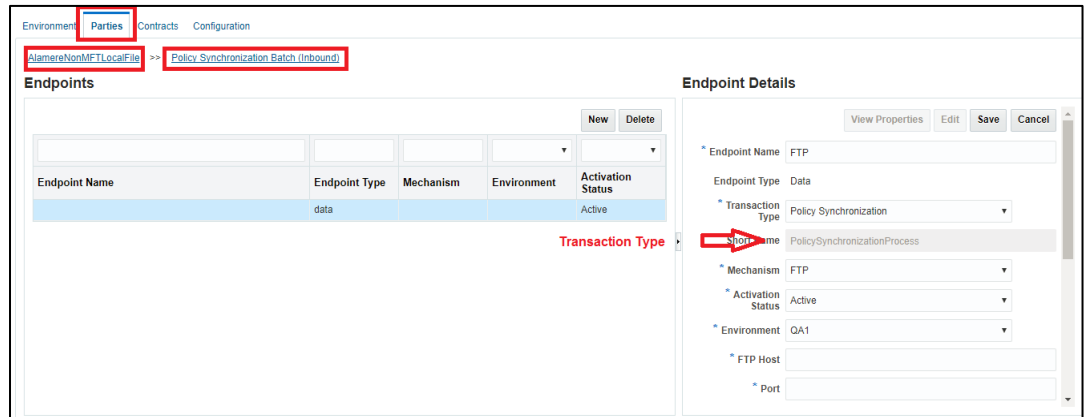 Environment Parties Contracts Configuration
AlamereNonMFTLocalFile >> Policy Synchronization Batch (Inbound)
Endpoints
New Delete
Endpoint Name Endpoint Type Mechanism Environment Activation Status
data Active
Transaction Type
Endpoint Details
View Properties Edit Save Cancel
* Endpoint Name FTP
Endpoint Type Data
* Transaction Type Policy Synchronization
PolicySynchronizationProcess
* Mechanism FTP
* Activation Status Active
* Environment QA1
* FTP Host
* Port